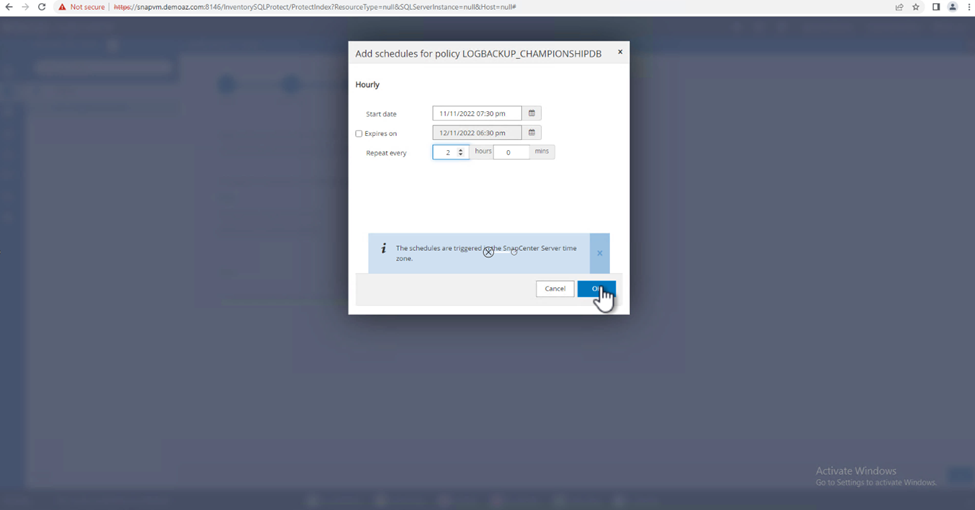 Not secure | https://snapvm.demoaz.com:8146/InventorySQLProtect/ProtectIndex?ResourceType=null&SQLServerInstance=null&Host=null#
Add schedules for policy LOGBACKUP_CHAMPIONSHIPDB ×
Hourly
Start date 11/11/2022 07:30 pm
Expires on 12/11/2022 06:30 pm
Repeat every 2 hours 0 mins
i The schedules are triggered in the SnapCenter Server time x
zone.
Cancel
Activate Windows
Go to Settings to activate Windows.